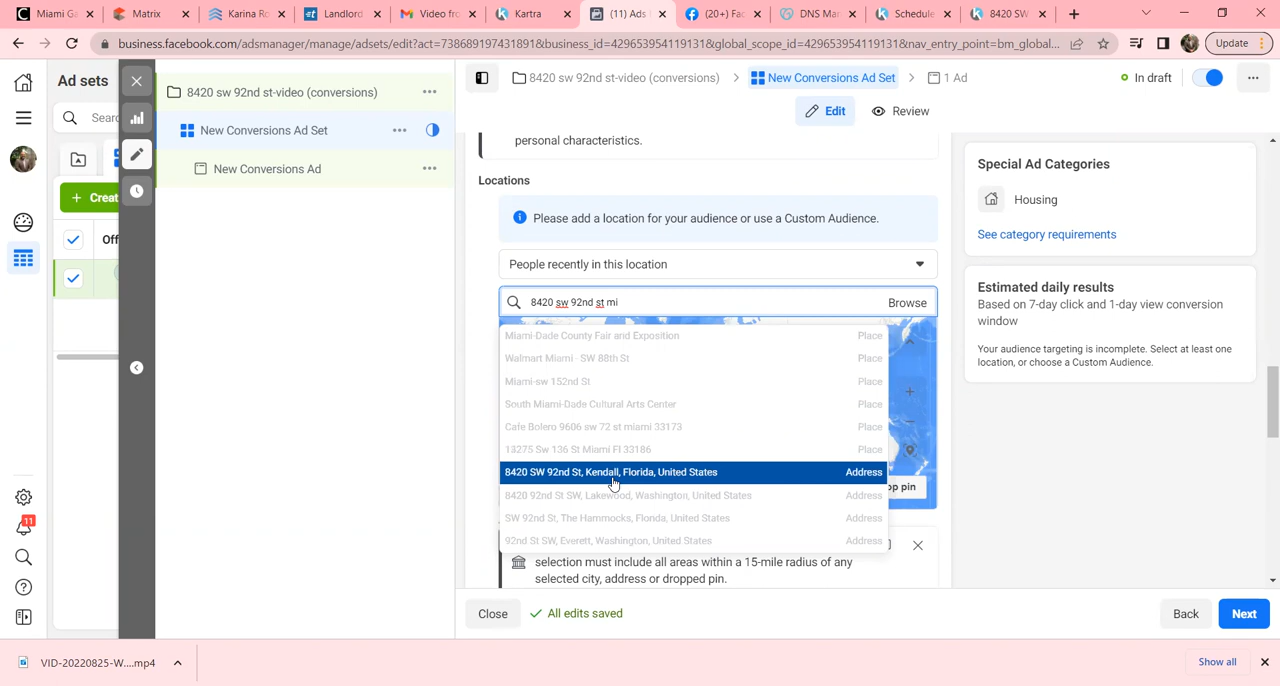 Miami Ga
Matrix
Karina Ro
Landlord
Video fro
Kartra
(11) Ads
(20+) Fac
DNS Ma
Schedule
8420 SW
business.facebook.com/adsmanager/manage/adsets/edit?act=738689197431891&business_id=429653954119131&global_scope_id=429653954119131&nav_entry_point=bm_global...
Update
Ad sets
Searc
Creat
Off
8420 sw 92nd st-video (conversions)
New Conversions Ad Set
New Conversions Ad
8420 sw 92nd st-video (conversions)
New Conversions Ad Set
1 Ad
In draft
Edit
Review
personal characteristics.
Locations
Please add a location for your audience or use a Custom Audience.
People recently in this location
8420 sw 92nd st mi
Browse
Miami-Dade County Fair and Exposition Place
Walmart Miami - SW 88th St Place
Miami-sw 152nd St Place
South Miami-Dade Cultural Arts Center Place
Cafe Bolero 9606 sw 72 st miami 33173 Place
13275 Sw 136 St Miami Fl 33186 Place
8420 SW 92nd St, Kendall, Florida, United States Address
8420 92nd St SW, Lakewood, Washington, United States Address
SW 92nd St, The Hammocks, Florida, United States Address
92nd St SW, Everett, Washington, United States Address
op pin
selection must include all areas within a 15-mile radius of any
selected city, address or dropped pin.
Special Ad Categories
Housing
See category requirements
Estimated daily results
Based on 7-day click and 1-day view conversion
window
Your audience targeting is incomplete. Select at least one
location, or choose a Custom Audience.
11
Close
All edits saved
Back
Next
VID-20220825-W....mp4
Show all